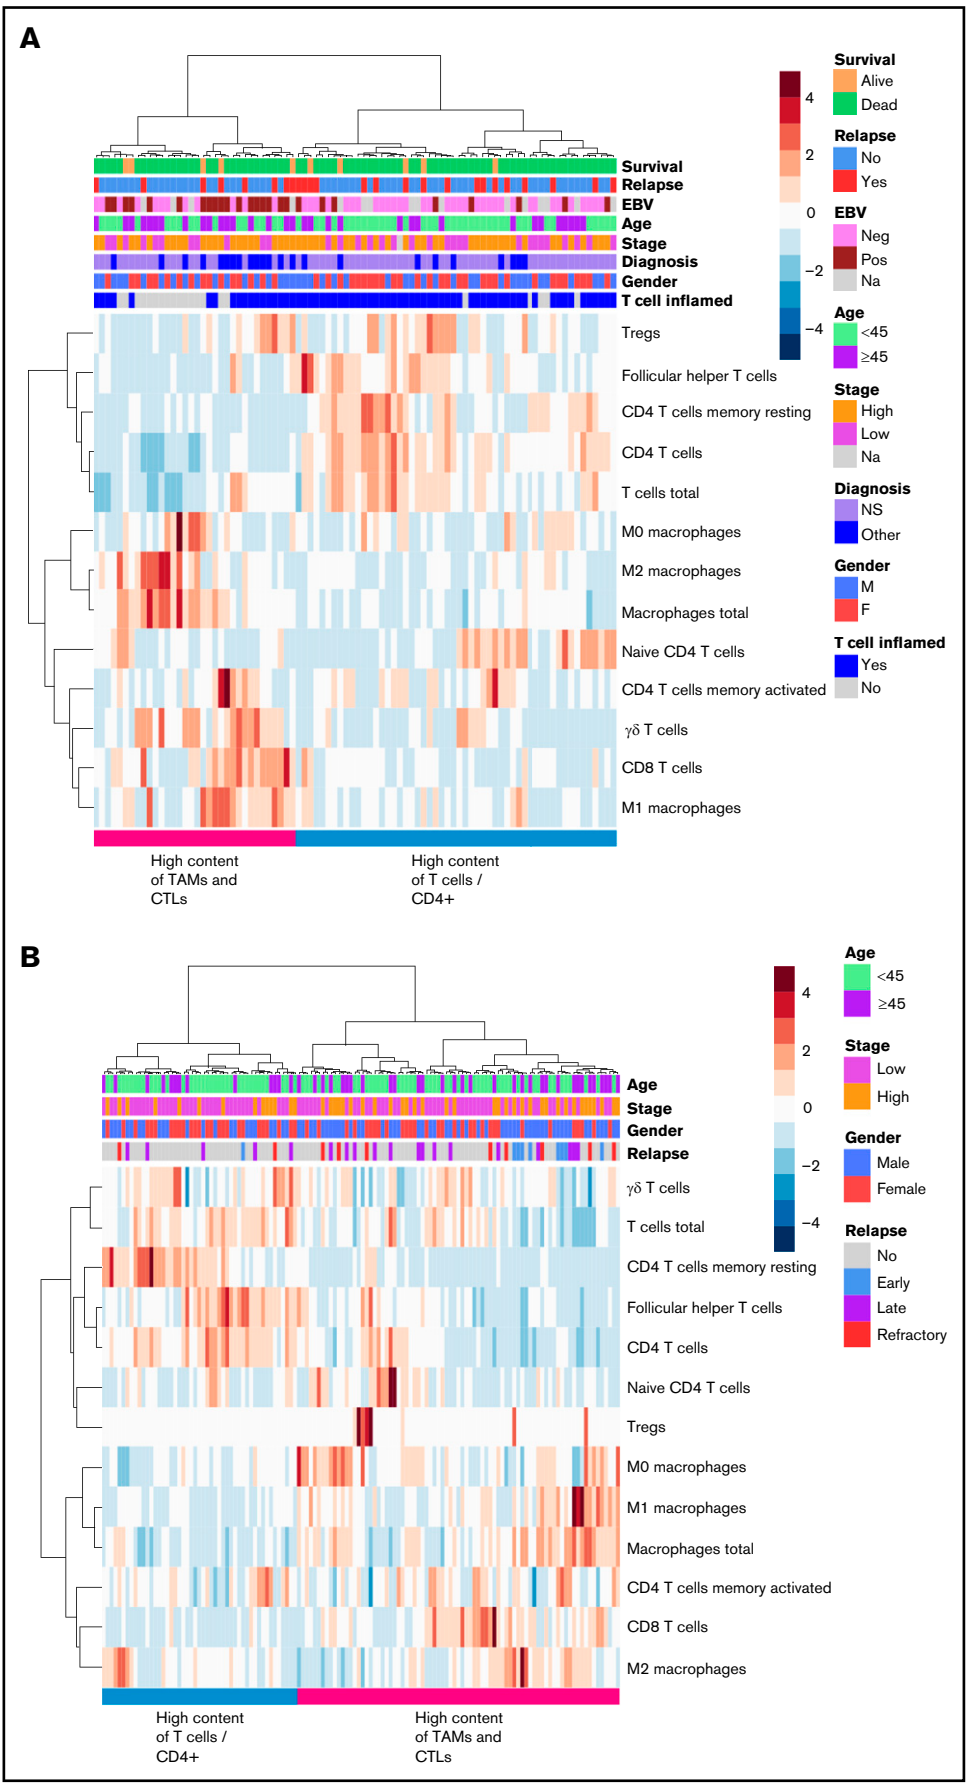 A
Survival
Relapse
EBV
Age
Stage
Diagnosis
Gender
T cell inflamed
Tregs
Follicular helper T cells
CD4 T cells memory resting
CD4 T cells
T cells total
M0 macrophages
M2 macrophages
Macrophages total
Naive CD4 T cells
CD4 T cells memory activated
γδ T cells
CD8 T cells
M1 macrophages
High content
of TAMs and
CTLs
High content
of T cells /
CD4+
4
2
0
−2
−4
Survival
Alive
Dead
Relapse
No
Yes
EBV
Neg
Pos
Na
Age
<45
≥45
Stage
High
Low
Na
Diagnosis
NS
Other
Gender
M
F
T cell inflamed
Yes
No
B
Age
Stage
Gender
Relapse
γδ T cells
T cells total
CD4 T cells memory resting
Follicular helper T cells
CD4 T cells
Naive CD4 T cells
Tregs
M0 macrophages
M1 macrophages
Macrophages total
CD4 T cells memory activated
CD8 T cells
M2 macrophages
High content
of T cells /
CD4+
High content
of TAMs and
CTLs
4
2
0
−2
−4
Age
<45
≥45
Stage
Low
High
Gender
Male
Female
Relapse
No
Early
Late
Refractory